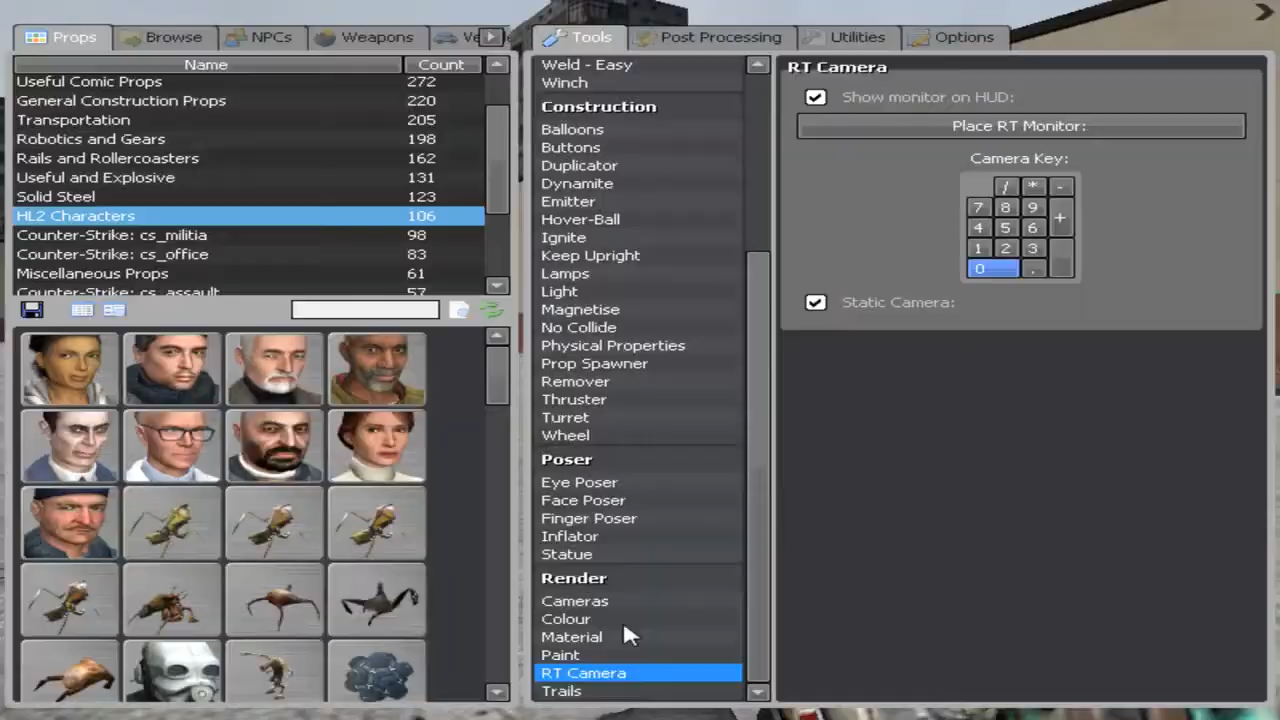 Props
Browse
NPCs
Weapons
Name
Count
Useful Comic Props 272
General Construction Props 220
Transportation 205
Robotics and Gears 198
Rails and Rollercoasters 162
Useful and Explosive 131
Solid Steel 123
HL2 Characters 106
Counter-Strike: cs_militia 98
Counter-Strike: cs_office 83
Miscellaneous Props 61
Counter-Strike: cs_assault 57
Tools
Post Processing
Utilities
Options
Weld - Easy
Winch
Construction
Balloons
Buttons
Duplicator
Dynamite
Emitter
Hover-Ball
Ignite
Keep Upright
Lamps
Light
Magnetise
No Collide
Physical Properties
Prop Spawner
Remover
Thruster
Turret
Wheel
Poser
Eye Poser
Face Poser
Finger Poser
Inflator
Statue
Render
Cameras
Colour
Material
Paint
RT Camera
Trails
RT Camera
Show monitor on HUD:
Place RT Monitor:
Camera Key:
/ * -
7 8 9 +
4 5 6
1 2 3
0 .
Static Camera: